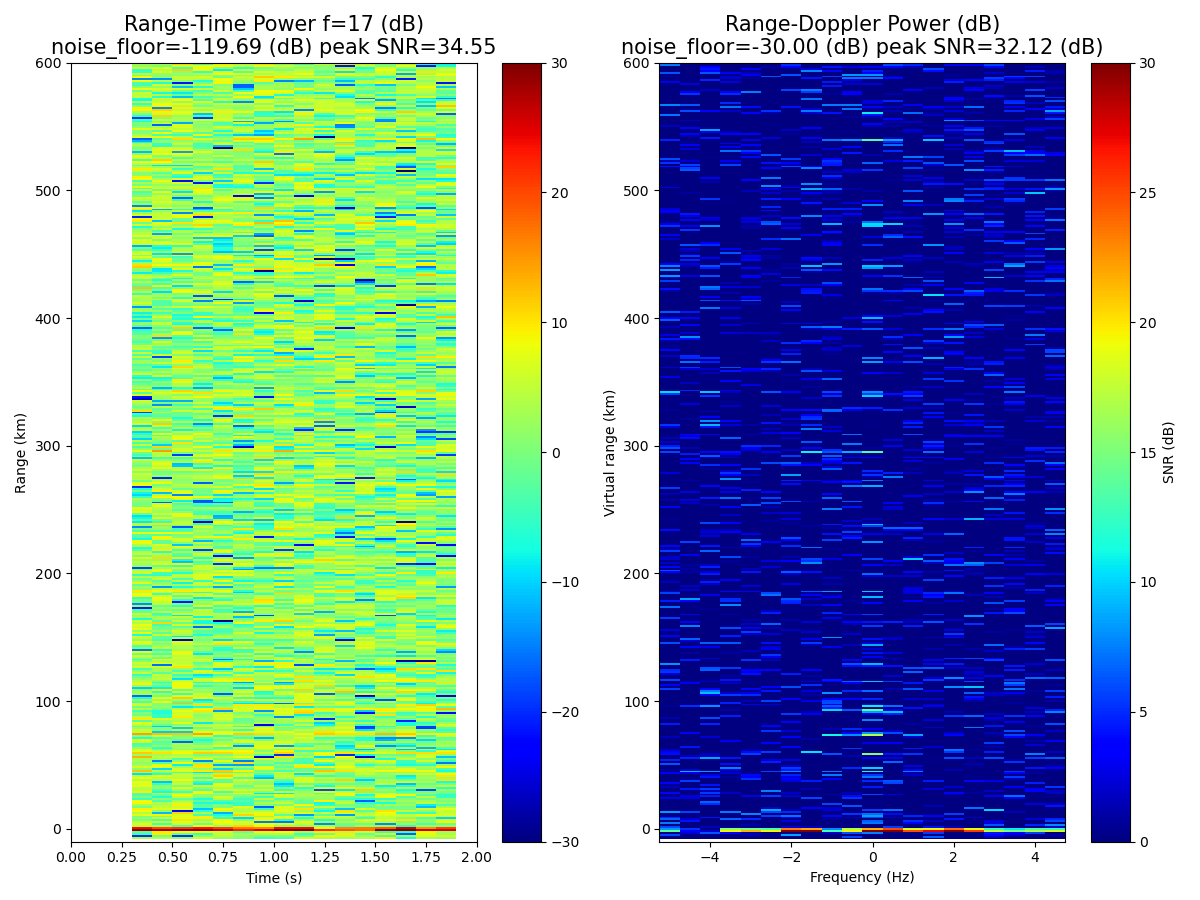 Range-Time Power f=17 (dB)
noise_floor=-119.69 (dB) peak SNR=34.55
Range-Doppler Power (dB)
noise_floor=-30.00 (dB) peak SNR=32.12 (dB)
600
500
400
300
200
100
0
Range (km)
0.00 0.25 0.50 0.75 1.00 1.25 1.50 1.75 2.00
Time (s)
30
20
10
0
−10
−20
−30
600
500
400
300
200
100
0
Virtual range (km)
−4 −2 0 2 4
Frequency (Hz)
30
25
20
15
10
5
0
SNR (dB)